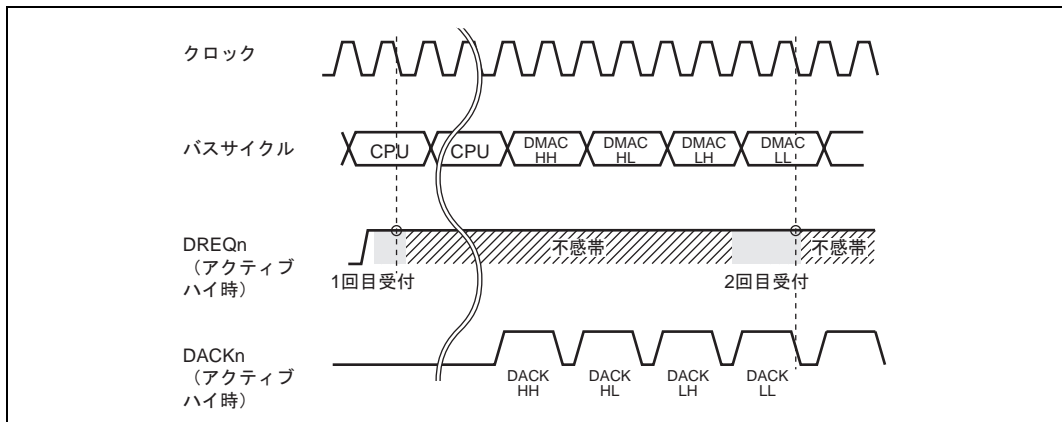 クロック
バスサイクル
CPU
CPU
DMAC
HH
DMAC
HL
DMAC
LH
DMAC
LL
DREQn
（アクティブ
ハイ時）
不感帯
不感帯
1回目受付
2回目受付
DACKn
（アクティブ
ハイ時）
DACK
HH
DACK
HL
DACK
LH
DACK
LL